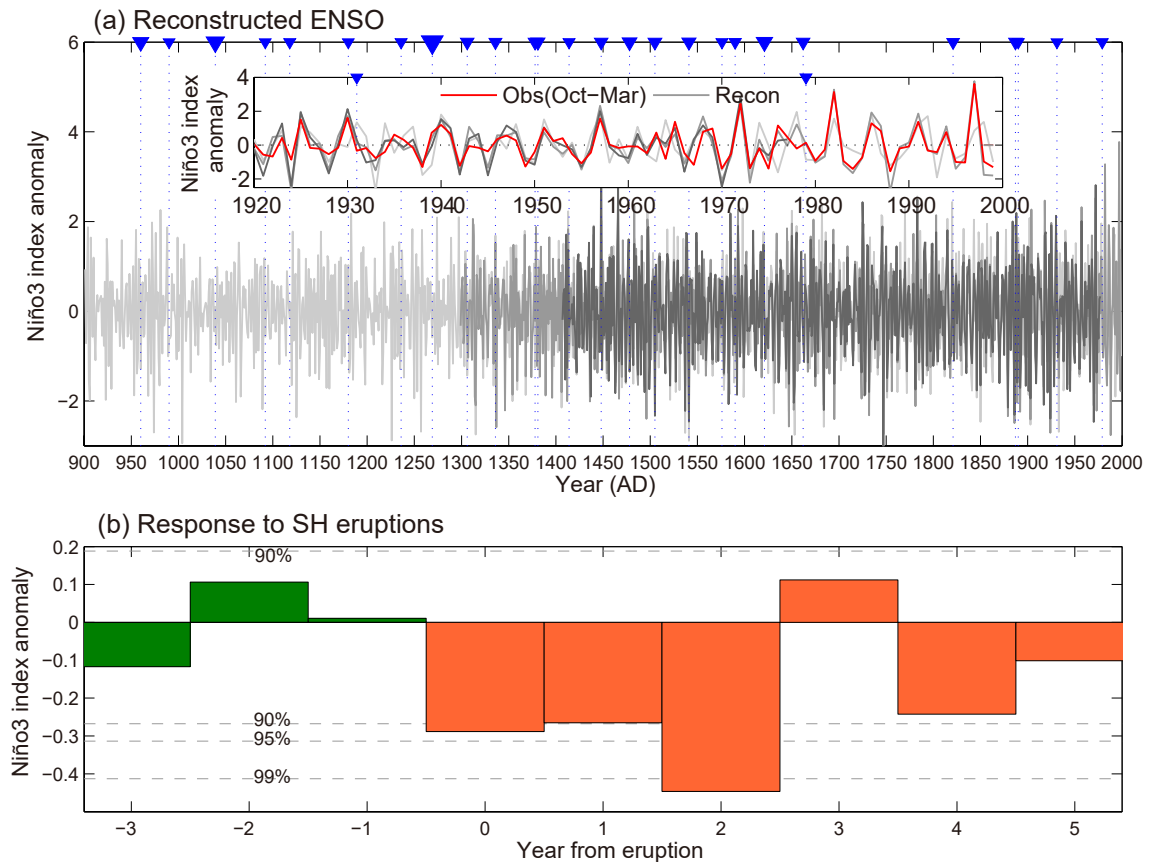 (a) Reconstructed ENSO
6
4
2
0
−2
Niño3 index anomaly
4
2
0
−2
Niño3 index
anomaly
Obs(Oct−Mar) Recon
1920 1930 1940 1950 1960 1970 1980 1990 2000
900 950 1000 1050 1100 1150 1200 1250 1300 1350 1400 1450 1500 1550 1600 1650 1700 1750 1800 1850 1900 1950 2000
Year (AD)
(b) Response to SH eruptions
0.2
0.1
0
−0.1
−0.2
−0.3
−0.4
Niño3 index anomaly
90%
90%
95%
99%
−3 −2 −1 0 1 2 3 4 5
Year from eruption